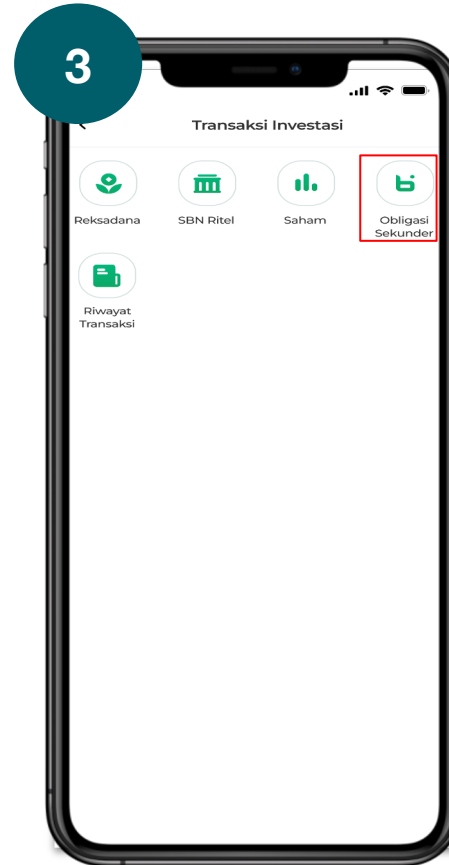 3
Transaksi Investasi
Reksadana
SBN Ritel
Saham
Obligasi
Sekunder
Riwayat
Transaksi